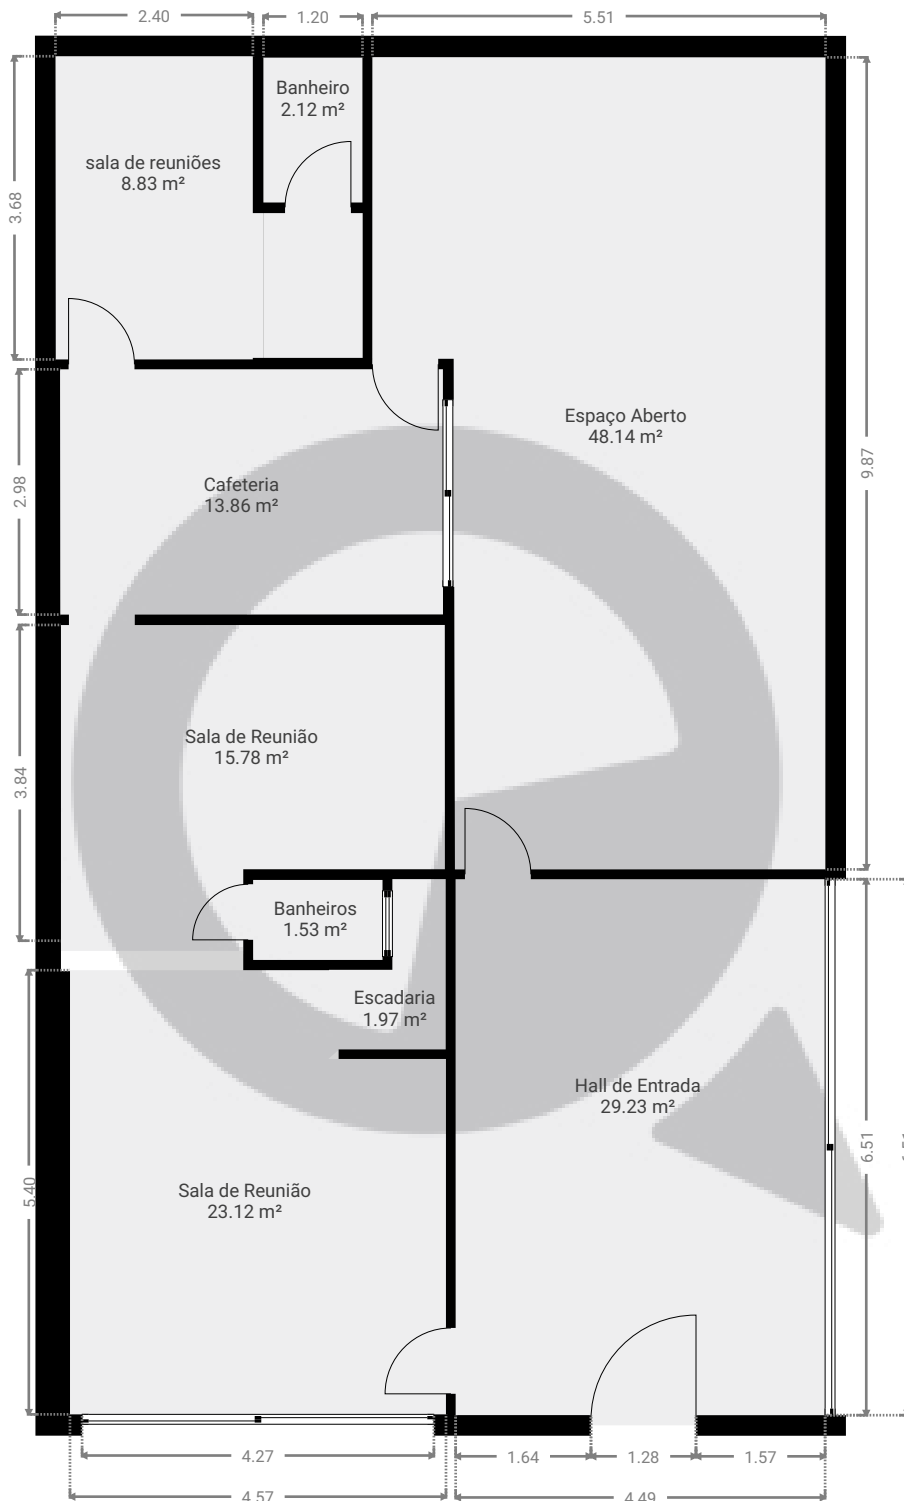 2.40
1.20
5.51
Banheiro
2.12 m²
sala de reuniões
8.83 m²
3.68
Espaço Aberto
48.14 m²
9.87
Cafeteria
13.86 m²
2.98
Sala de Reunião
15.78 m²
3.84
Banheiros
1.53 m²
Escadaria
1.97 m²
Hall de Entrada
29.23 m²
6.51
Sala de Reunião
23.12 m²
5.40
4.27
1.64
1.28
1.57
4.57
4.49